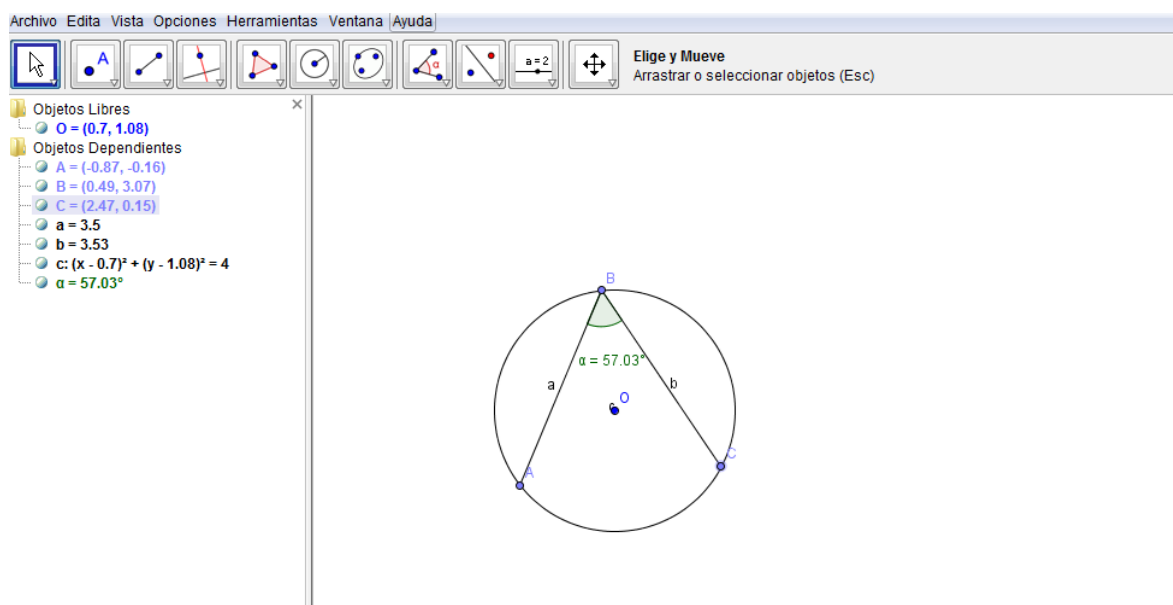 Archivo Edita Vista Opciones Herramientas Ventana Ayuda
A
α
a = 2
Elige y Mueve
Arrastrar o seleccionar objetos (Esc)
Objetos Libres
O = (0.7, 1.08)
Objetos Dependientes
A = (-0.87, -0.16)
B = (0.49, 3.07)
C = (2.47, 0.15)
a = 3.5
b = 3.53
c: (x - 0.7)² + (y - 1.08)² = 4
α = 57.03°
B
α = 57.03°
a
b
c
O
A
C